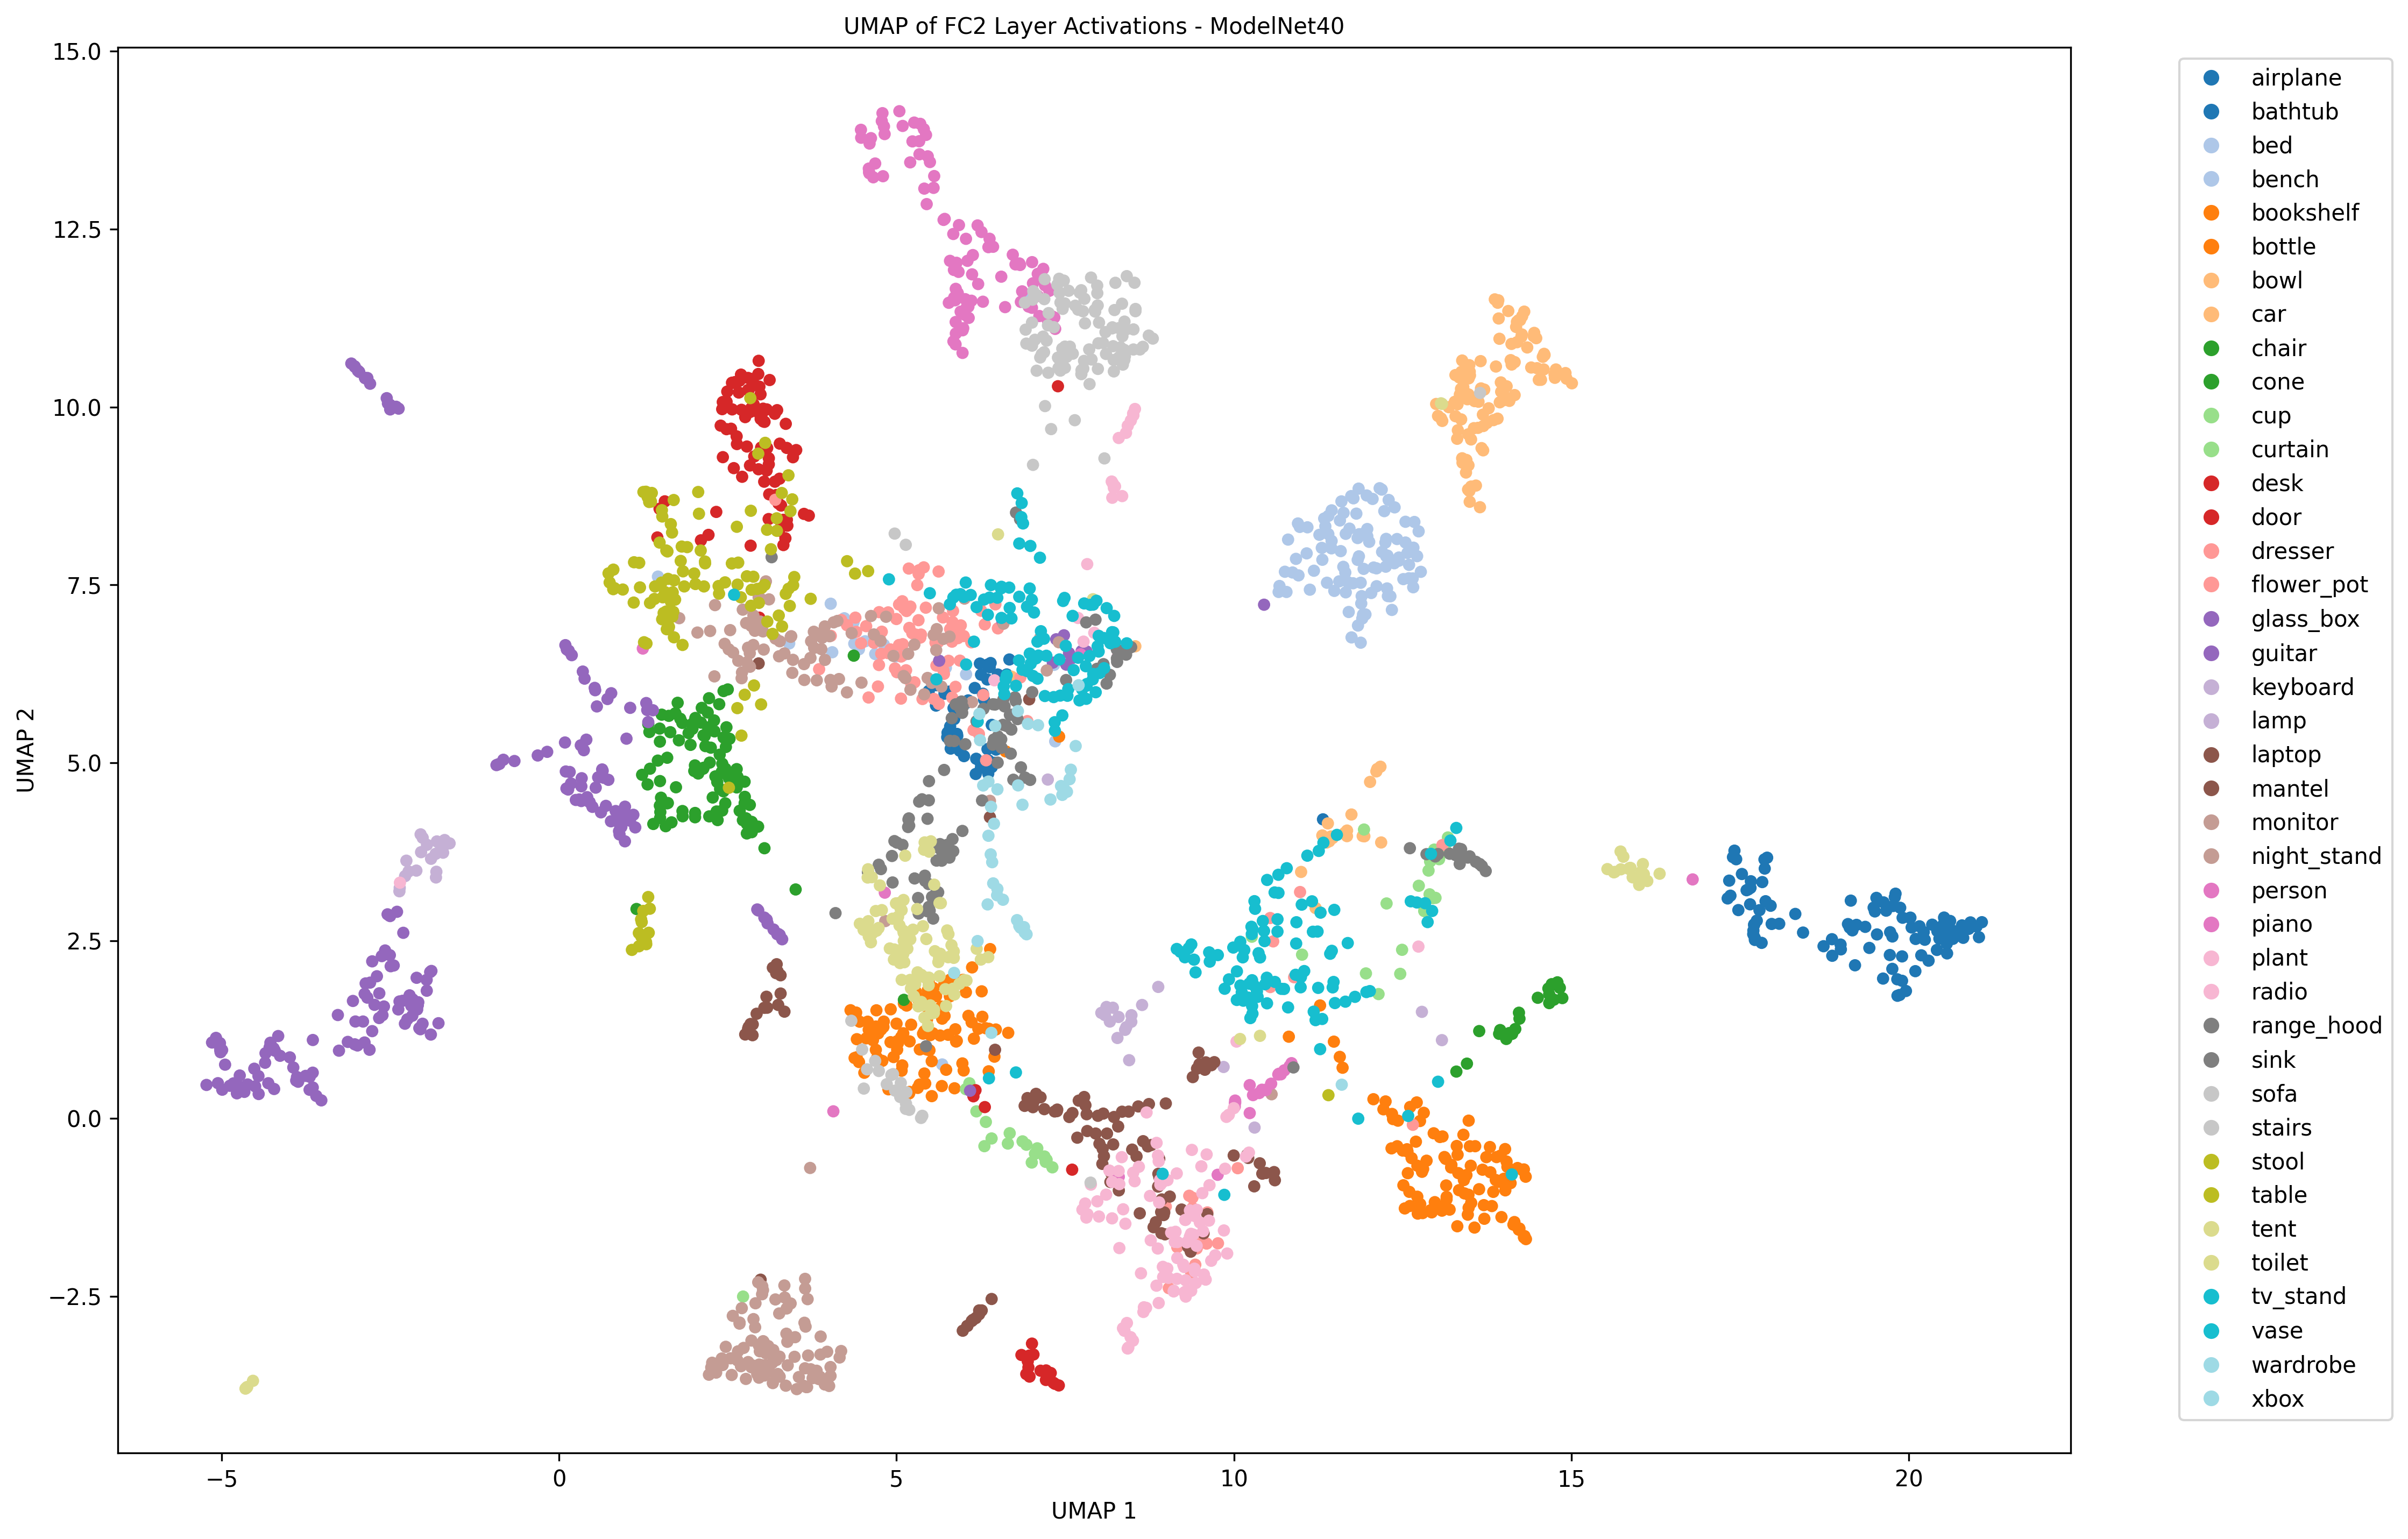 UMAP of FC2 Layer Activations - ModelNet40
15.0
12.5
10.0
7.5
5.0
2.5
0.0
−2.5
UMAP 2
−5
0
5
10
15
20
UMAP 1
airplane
bathtub
bed
bench
bookshelf
bottle
bowl
car
chair
cone
cup
curtain
desk
door
dresser
flower_pot
glass_box
guitar
keyboard
lamp
laptop
mantel
monitor
night_stand
person
piano
plant
radio
range_hood
sink
sofa
stairs
stool
table
tent
toilet
tv_stand
vase
wardrobe
xbox